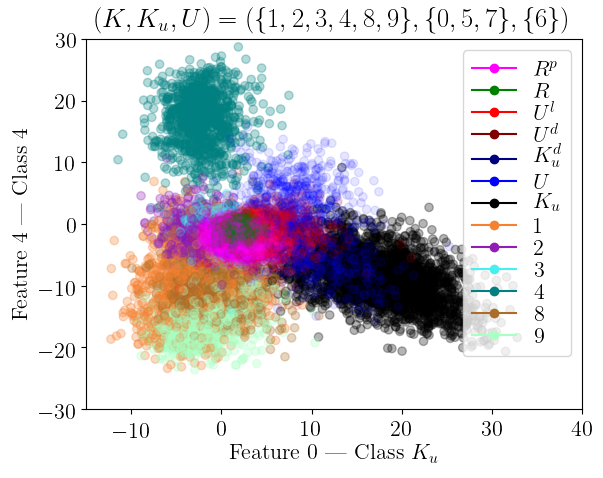 (K, K_u, U) = ({1, 2, 3, 4, 8, 9}, {0, 5, 7}, {6})
30
20
10
0
−10
−20
−30
Feature 4 — Class 4
R^p
R
U^l
U^d
K_u^d
U
K_u
1
2
3
4
8
9
−10
0
10
20
30
40
Feature 0 — Class K_u